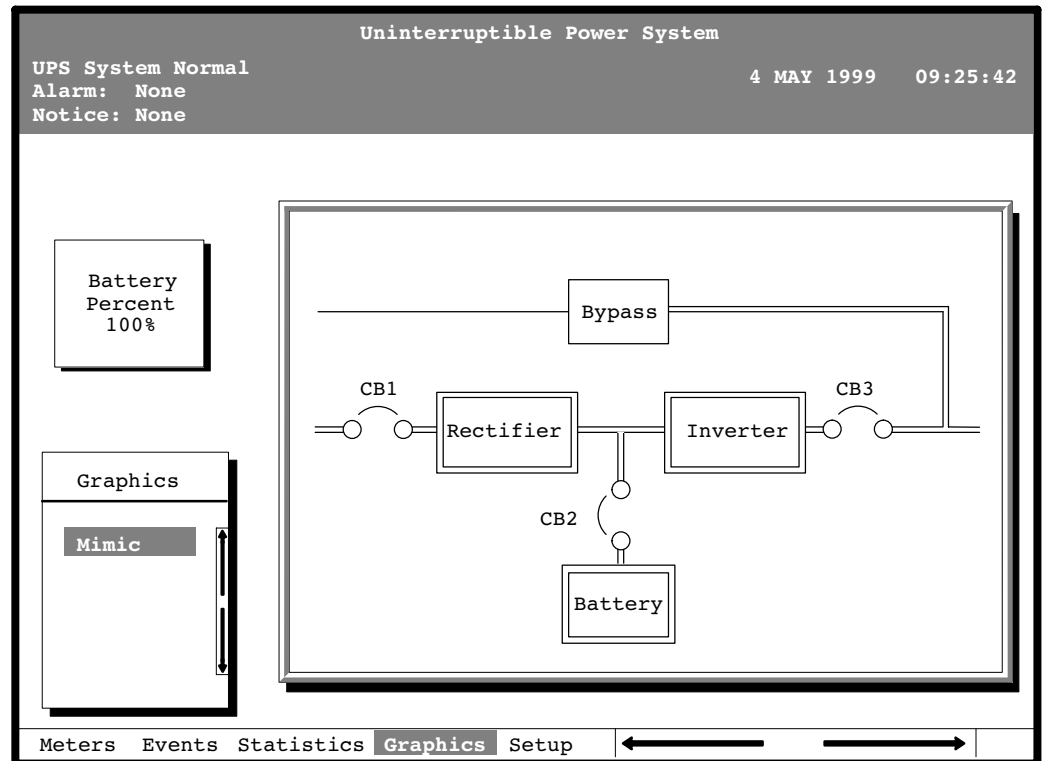 Uninterruptible Power System
UPS System Normal
4 MAY 1999 09:25:42
Alarm: None
Notice: None
Battery
Percent
100%
Bypass
CB1
CB3
Rectifier
Inverter
CB2
Battery
Graphics
Mimic
Meters Events Statistics Graphics Setup